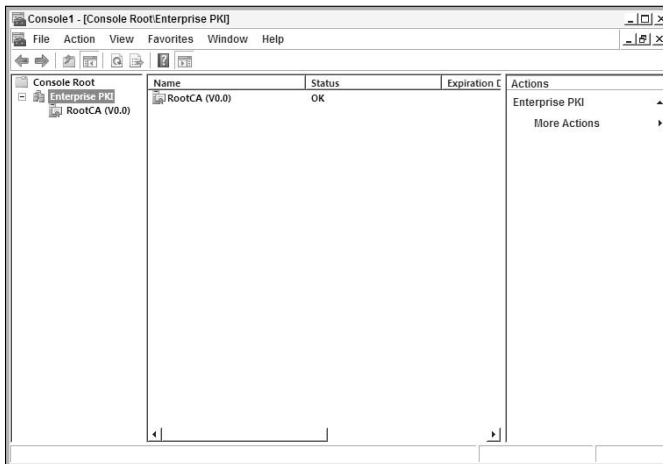 Console1 - [Console Root\Enterprise PKI]
File Action View Favorites Window Help
Console Root
Enterprise PKI
RootCA (V0.0)
Name Status Expiration D
RootCA (V0.0) OK
Actions
Enterprise PKI
More Actions